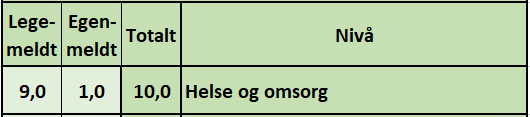 Lege- Egen- Totalt Nivå
meldt meldt
9,0 1,0 10,0 Helse og omsorg